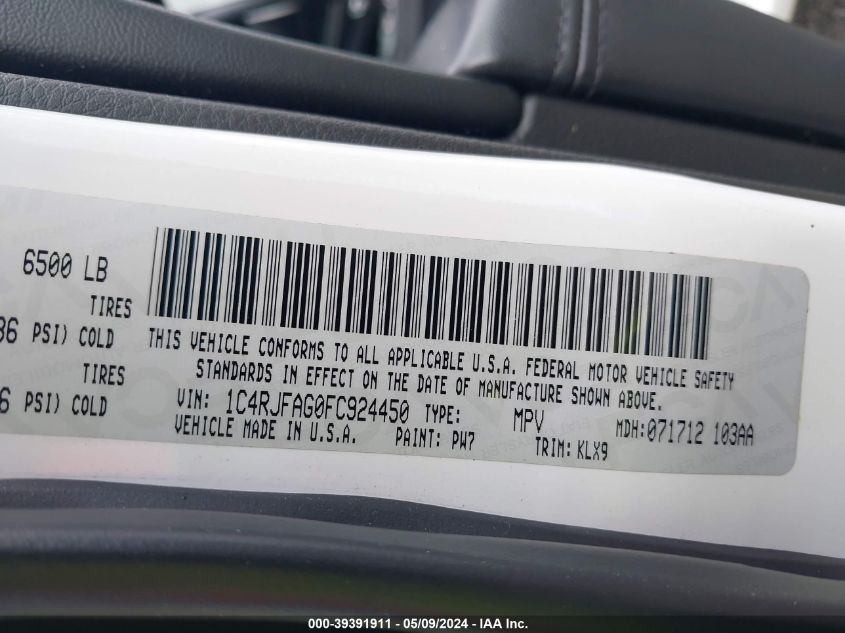 6500 LB
TIRES
PSI) COLD
TIRES
PSI) COLD
THIS VEHICLE CONFORMS TO ALL APPLICABLE U.S.A. FEDERAL MOTOR VEHICLE SAFETY
STANDARDS IN EFFECT ON THE DATE OF MANUFACTURE SHOWN ABOVE.
VIN: 1C4RJFAG0FC924450 TYPE: MPV MDH:071712 103AA
VEHICLE MADE IN U.S.A. PAINT: PW7 TRIM: KLX9
000-39391911 - 05/09/2024 - IAA Inc.